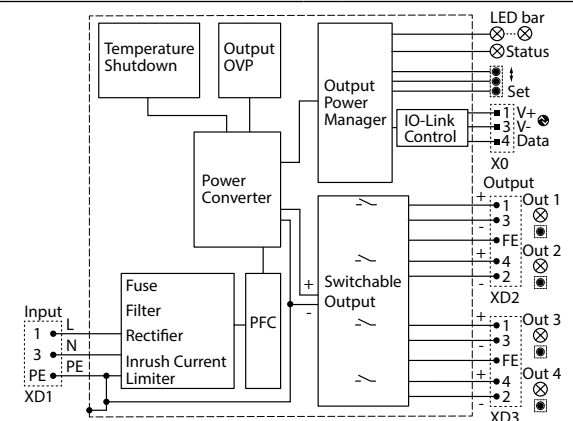 LED bar
Status
Set
Temperature
Shutdown
Output
OVP
Output
Power
Manager
IO-Link
Control
1 V+
3 V-
4 Data
X0
Power
Converter
Output
+ 1 Out 1
3
-
FE
+ 4 Out 2
2
-
XD2
+
-
Switchable
Output
Fuse
Filter
Rectifier
Inrush Current
Limiter
PFC
Input
1 L
3 N
PE PE
XD1
+ 1 Out 3
3
-
FE
+ 4 Out 4
2
-
XD3